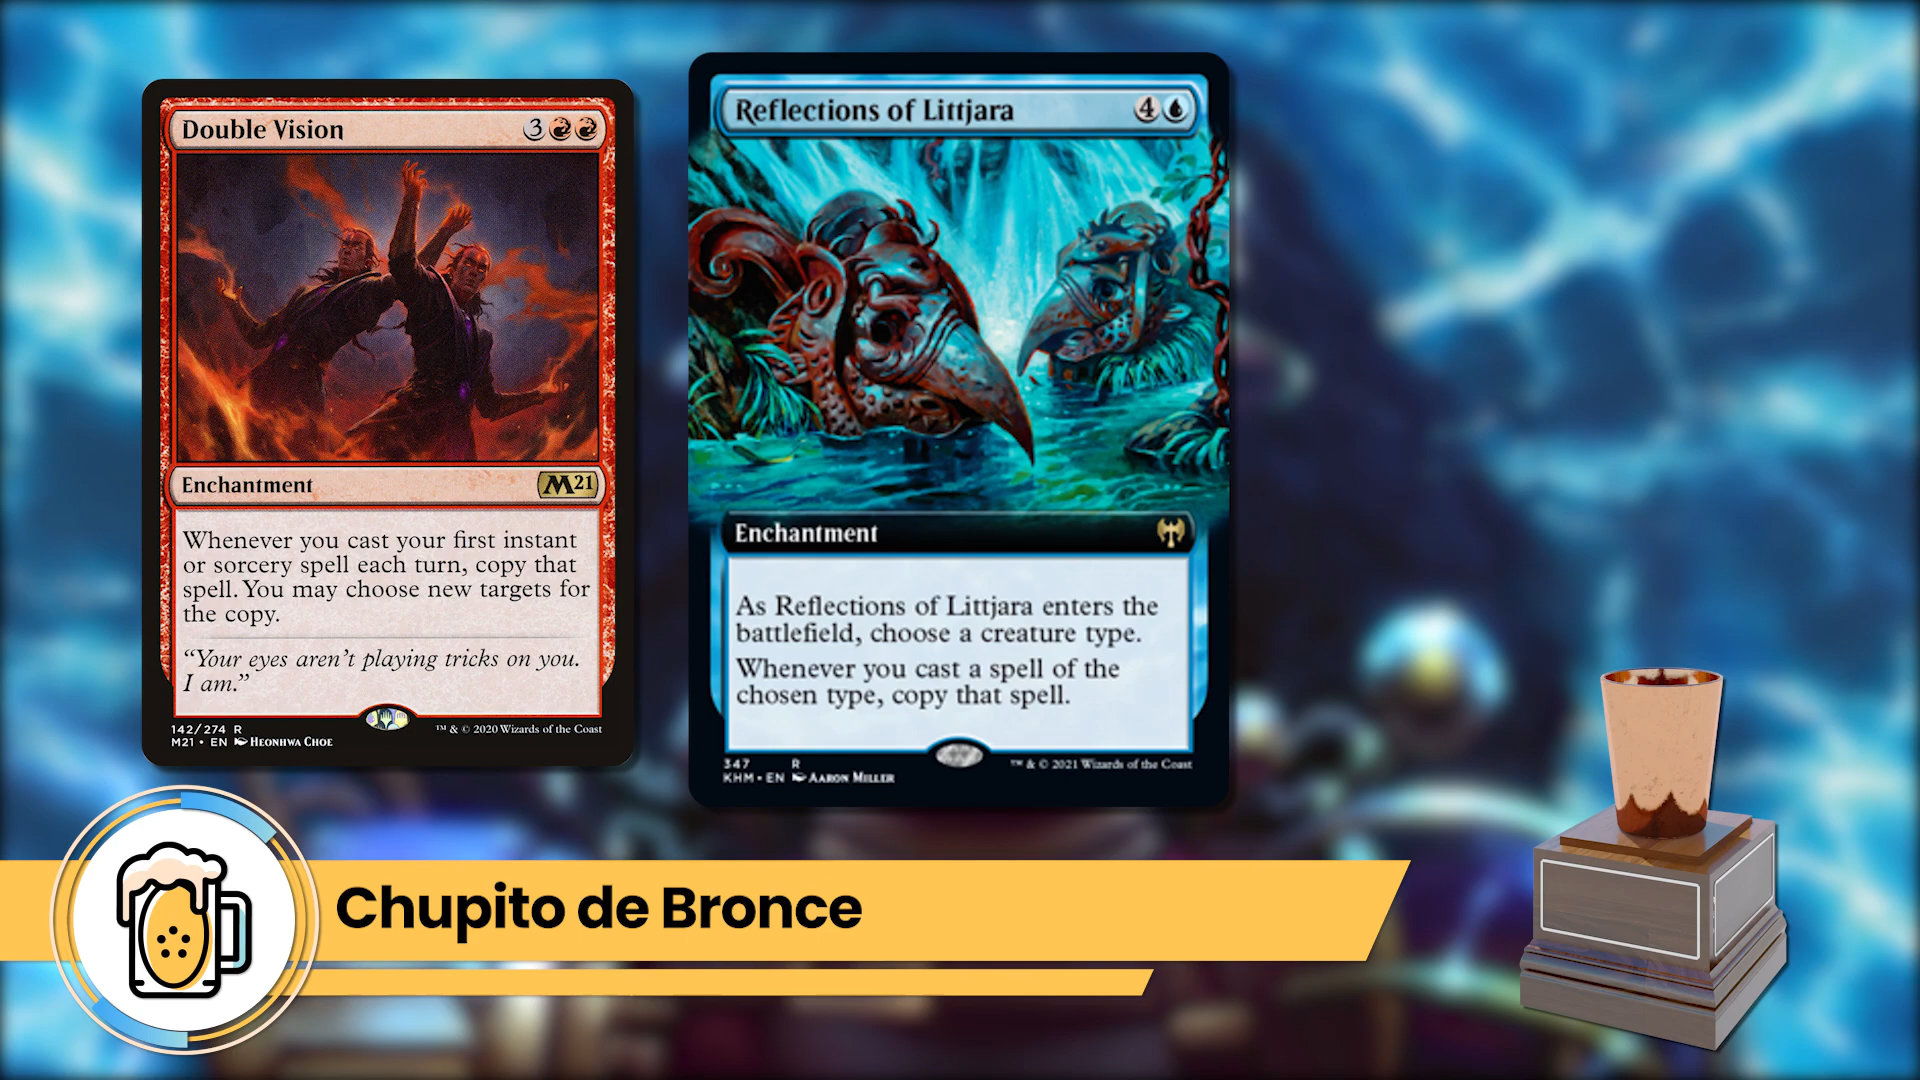 Double Vision 3
Enchantment M21
Whenever you cast your first instant
or sorcery spell each turn, copy that
spell. You may choose new targets for
the copy.
“Your eyes aren’t playing tricks on you.
I am.”
142/274 R
M21 • EN Heonhwa Choe
™ & © 2020 Wizards of the Coast
Reflections of Littjara 4
Enchantment
As Reflections of Littjara enters the
battlefield, choose a creature type.
Whenever you cast a spell of the
chosen type, copy that spell.
347 R
KHM • EN Aaron Miller
™ & © 2021 Wizards of the Coast
Chupito de Bronce